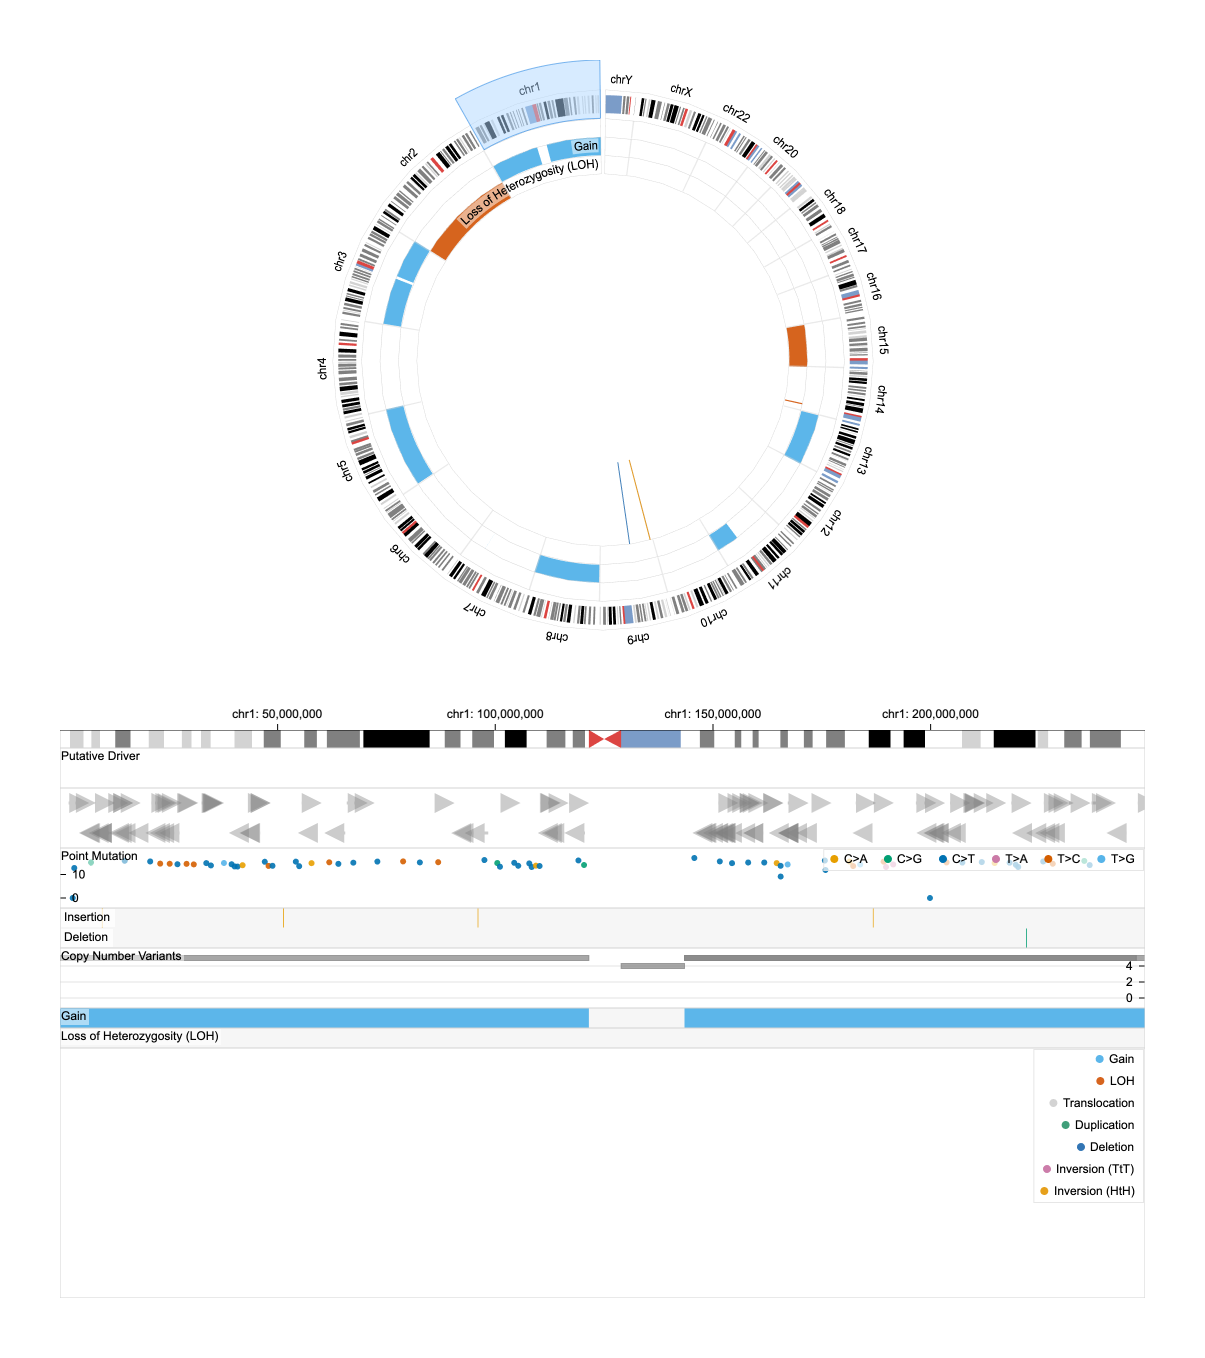 chr1
chrY
chrX
chr22
chr20
chr18
chr17
chr16
chr15
chr14
chr13
chr12
chr11
chr10
chr9
chr8
chr7
chr6
chr5
chr4
chr3
chr2
Gain
Loss of Heterozygosity (LOH)
chr1: 50,000,000 chr1: 100,000,000 chr1: 150,000,000 chr1: 200,000,000
Putative Driver
Point Mutation
C>A C>G C>T T>A T>C T>G
10
0
Insertion
Deletion
Copy Number Variants
4
2
0
Gain
Loss of Heterozygosity (LOH)
Gain
LOH
Translocation
Duplication
Deletion
Inversion (TtT)
Inversion (HtH)